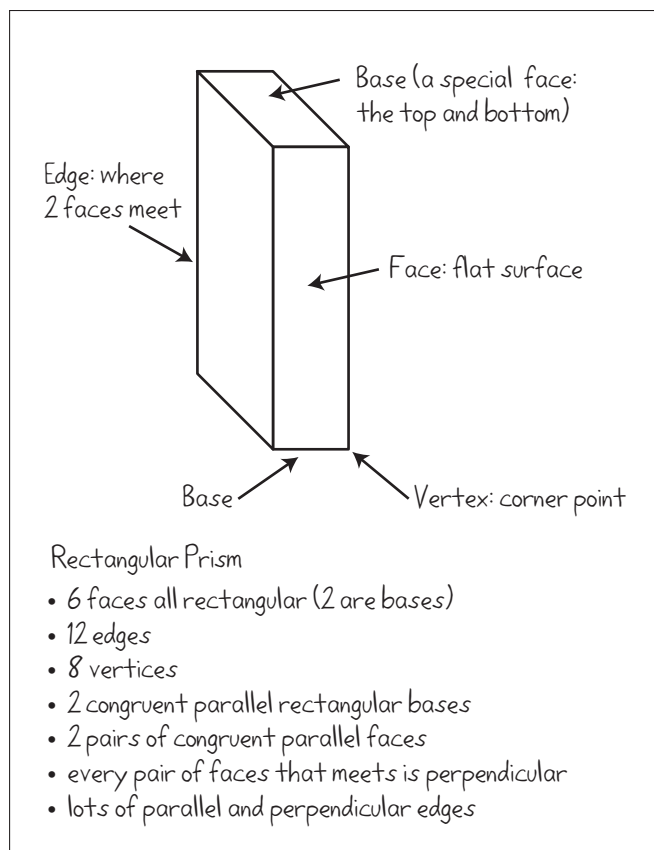 Base (a special face:
the top and bottom)
Edge: where
2 faces meet
Face: flat surface
Base
Vertex: corner point
Rectangular Prism
• 6 faces all rectangular (2 are bases)
• 12 edges
• 8 vertices
• 2 congruent parallel rectangular bases
• 2 pairs of congruent parallel faces
• every pair of faces that meets is perpendicular
• lots of parallel and perpendicular edges